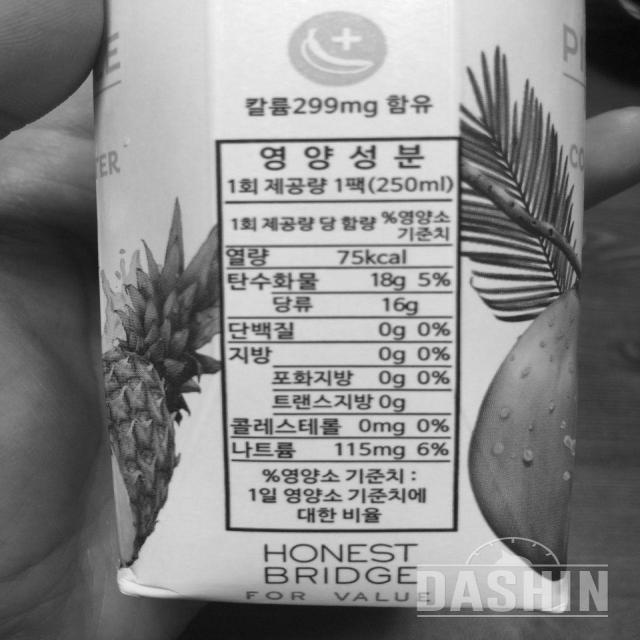 칼륨299mg 함유
영 양 성 분
1회 제공량 1팩(250ml)
1회 제공량 당 함량 %영양소
기준치
열량 75kcal
탄수화물 18g 5%
당류 16g
단백질 0g 0%
지방 0g 0%
포화지방 0g 0%
트랜스지방 0g
콜레스테롤 0mg 0%
나트륨 115mg 6%
%영양소 기준치 :
1일 영양소 기준치에
대한 비율
HONEST
BRIDGE
FOR VALUE
DASHIN